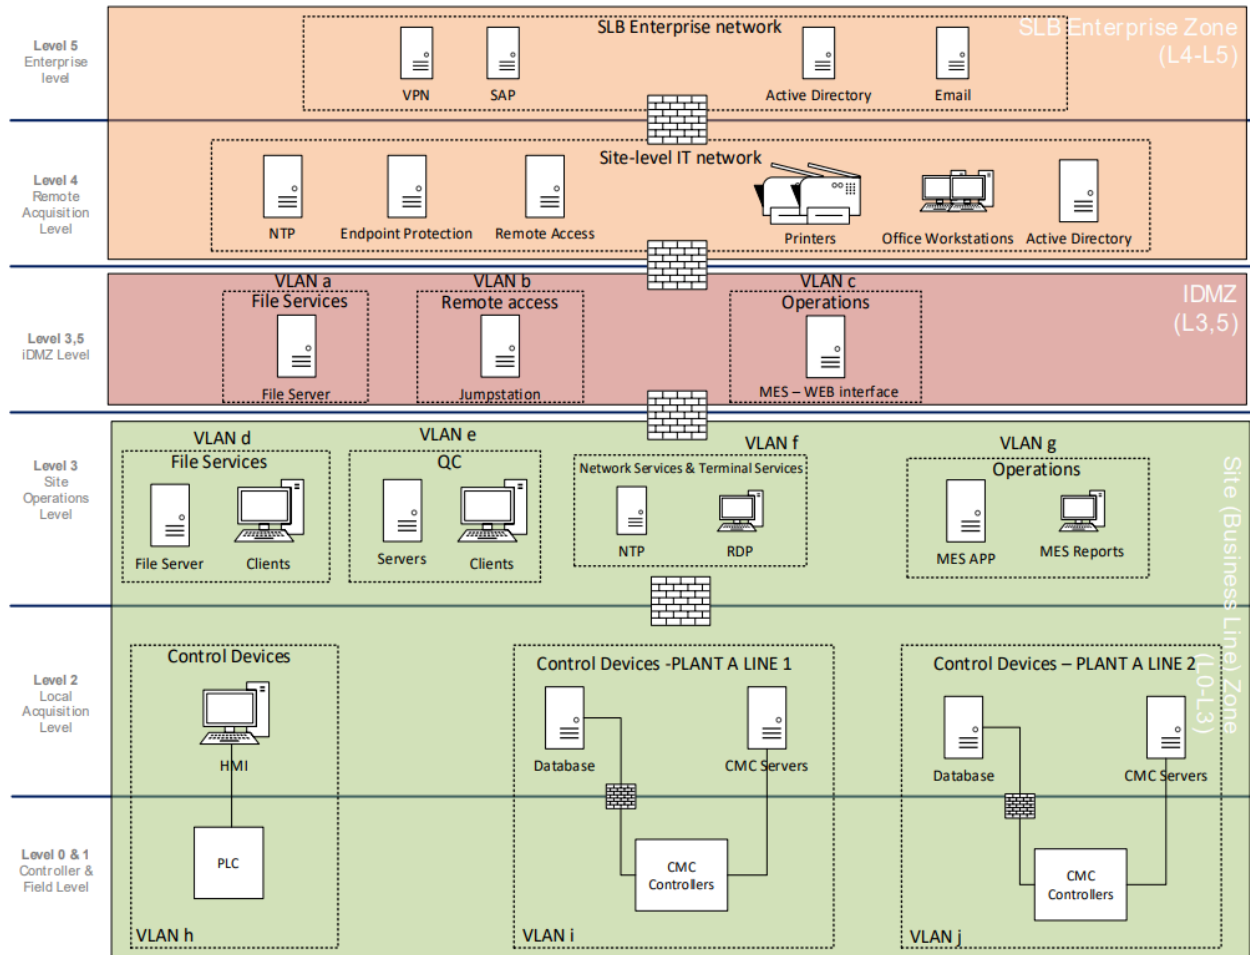 SLB Enterprise network
SLB Enterprise Zone
(L4-L5)
Level 5
Enterprise
level
VPN
SAP
Active Directory
Email
Site-level IT network
Level 4
Remote
Acquisition
Level
NTP
Endpoint Protection
Remote Access
Printers
Office Workstations
Active Directory
VLAN a
File Services
VLAN b
Remote access
VLAN c
Operations
IDMZ
(L3,5)
Level 3,5
iDMZ Level
File Server
Jumpstation
MES – WEB interface
VLAN d
File Services
VLAN e
QC
VLAN f
Network Services & Terminal Services
VLAN g
Operations
Level 3
Site
Operations
Level
File Server
Clients
Servers
Clients
NTP
RDP
MES APP
MES Reports
Site (Business Line) Zone
(L0-L3)
Control Devices
Control Devices -PLANT A LINE 1
Control Devices – PLANT A LINE 2
Level 2
Local
Acquisition
Level
HMI
Database
CMC Servers
Database
CMC Servers
Level 0 & 1
Controller &
Field Level
PLC
CMC
Controllers
CMC
Controllers
VLAN h
VLAN i
VLAN j